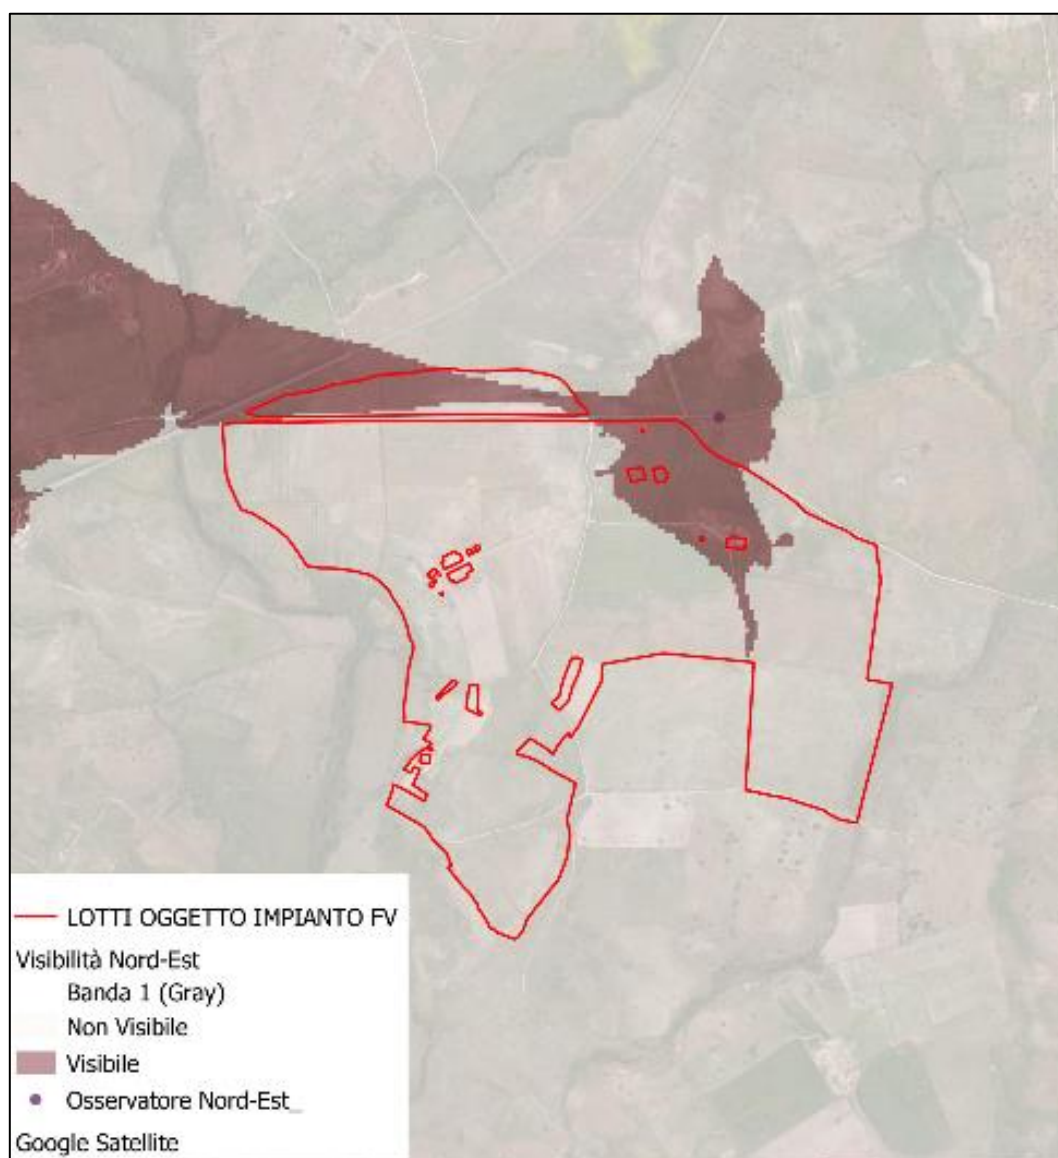 LOTTI OGGETTO IMPIANTO FV
Visibilità Nord-Est
Banda 1 (Gray)
Non Visibile
Visibile
Osservatore Nord-Est_
Google Satellite